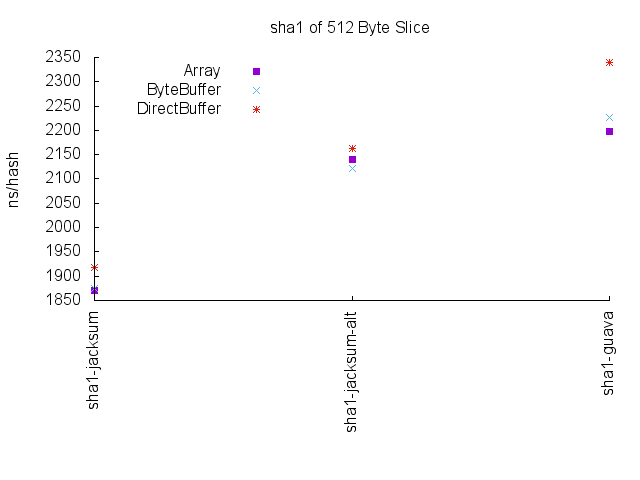 sha1 of 512 Byte Slice
Array
ByteBuffer
DirectBuffer
ns/hash
2350
2300
2250
2200
2150
2100
2050
2000
1950
1900
1850
sha1-jacksum
sha1-jacksum-alt
sha1-guava